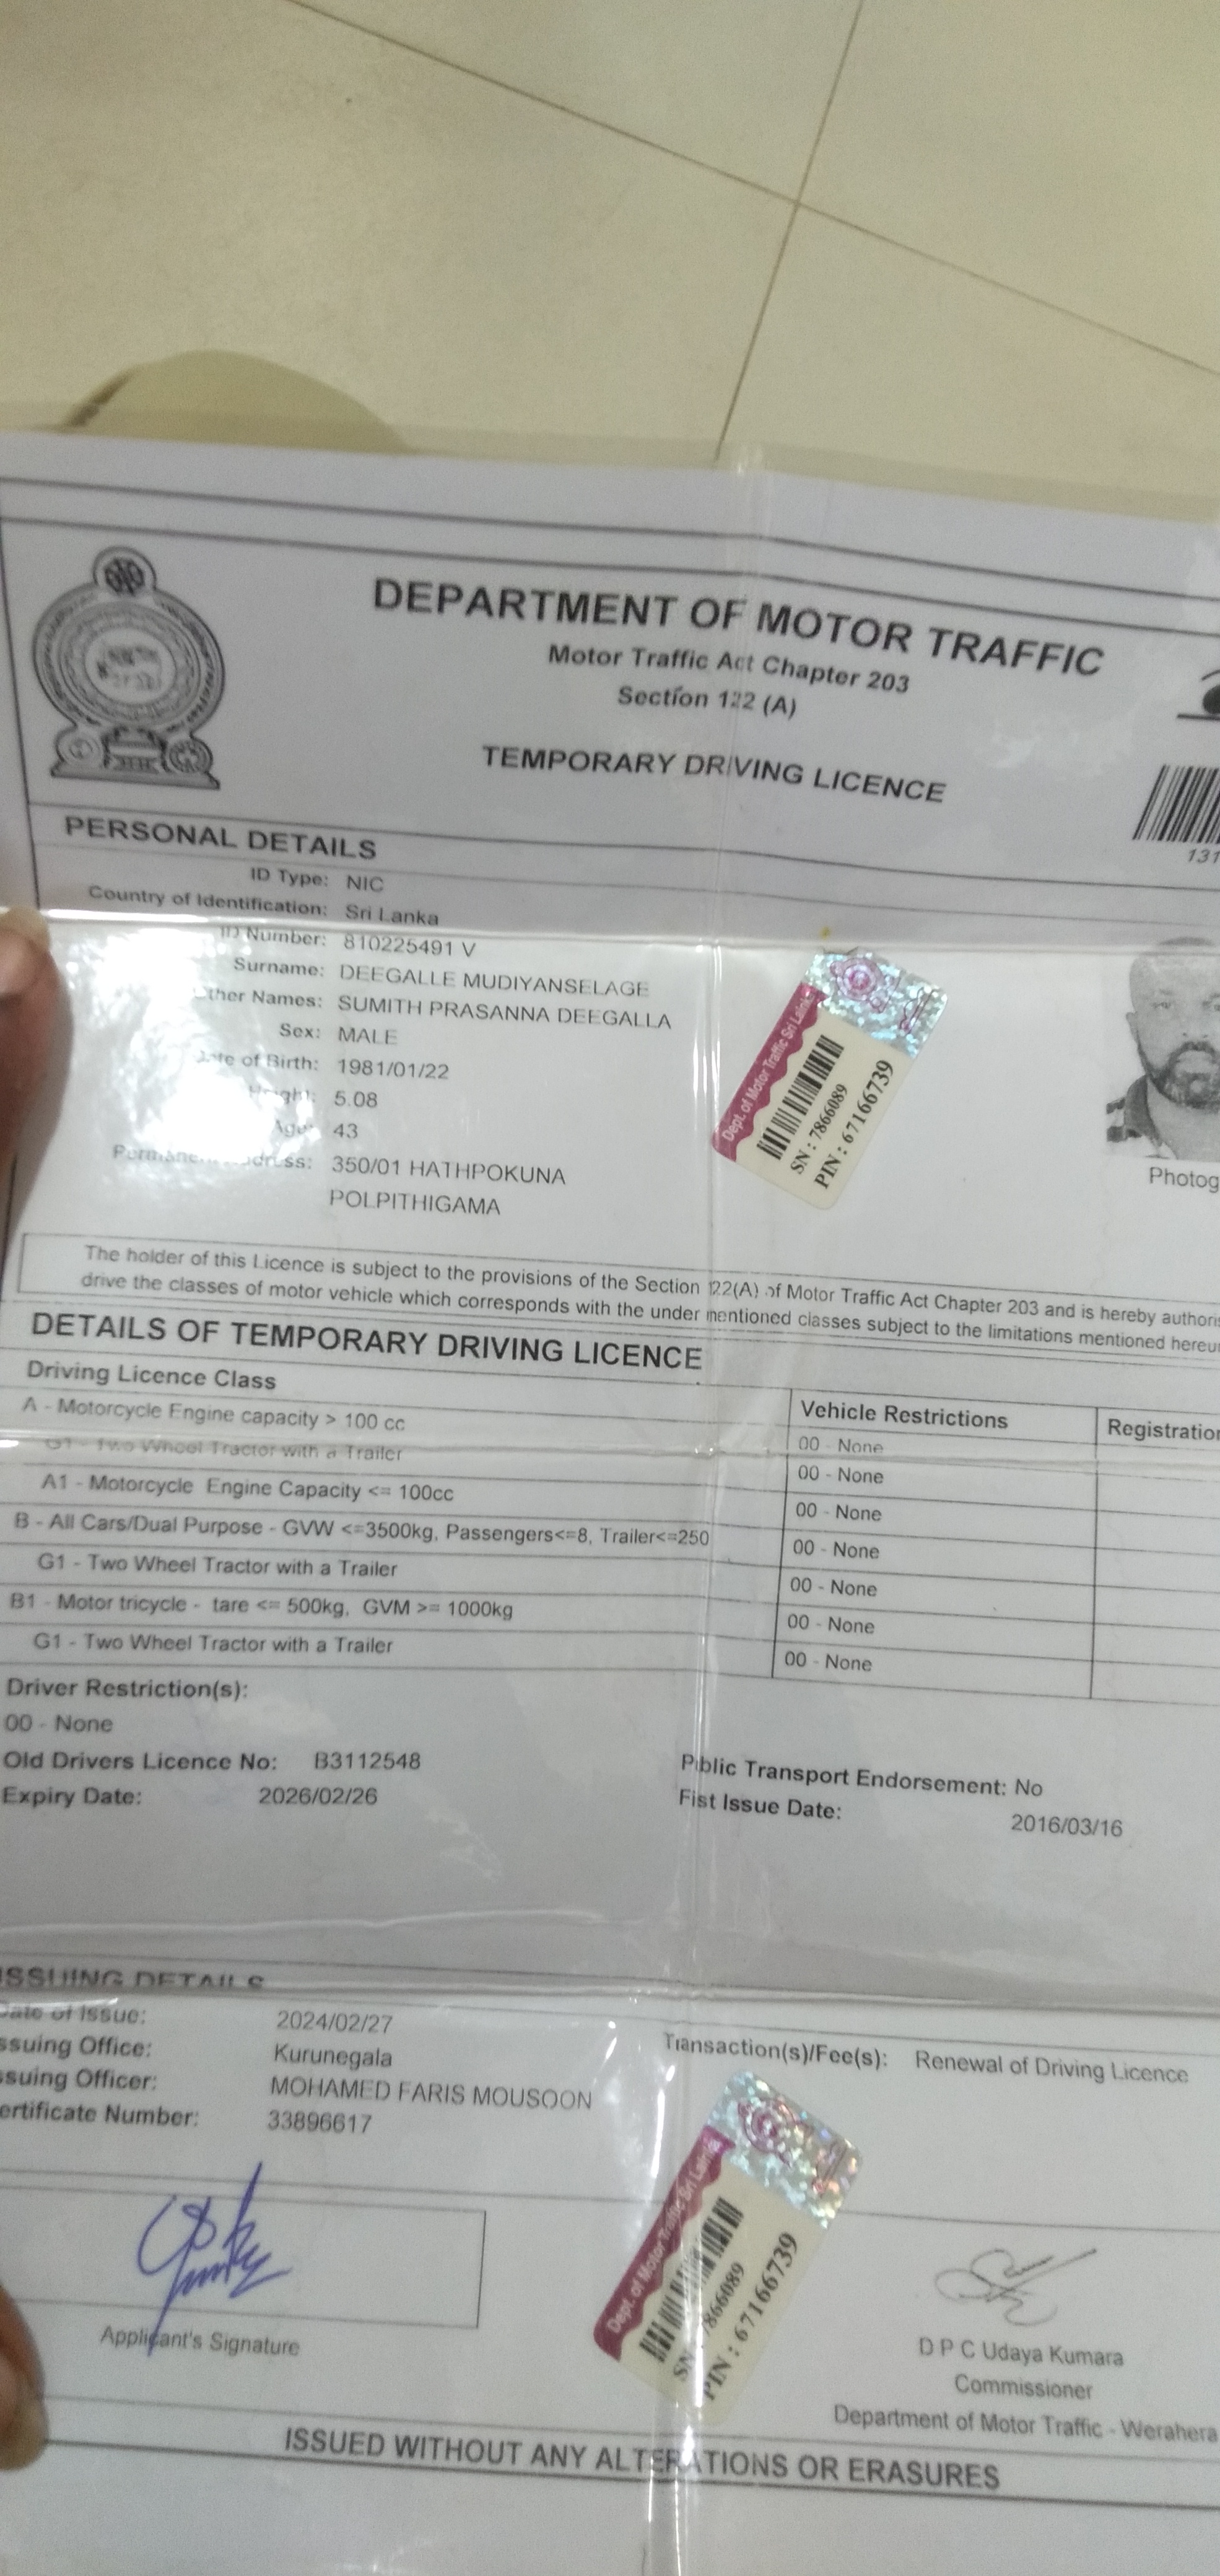 DEPARTMENT OF MOTOR TRAFFIC
Motor Traffic Act Chapter 203
Section 122 (A)
TEMPORARY DRIVING LICENCE
131
PERSONAL DETAILS
ID Type: NIC
Country of Identification: Sri Lanka
ID Number: 810225491 V
Surname: DEEGALLE MUDIYANSELAGE
Other Names: SUMITH PRASANNA DEEGALLA
Sex: MALE
Date of Birth: 1981/01/22
Height: 5.08
Age: 43
Permanent Address: 350/01 HATHPOKUNA
POLPITHIGAMA
Dept. of Motor Traffic Sri Lanka
SN : 7866089
PIN : 67166739
Photog
The holder of this Licence is subject to the provisions of the Section 122(A) of Motor Traffic Act Chapter 203 and is hereby authoris
drive the classes of motor vehicle which corresponds with the under mentioned classes subject to the limitations mentioned hereun
DETAILS OF TEMPORARY DRIVING LICENCE
Driving Licence Class Vehicle Restrictions Registration
A - Motorcycle Engine capacity > 100 cc 00 - None
G1 - Two Wheel Tractor with a Trailer 00 - None
A1 - Motorcycle Engine Capacity <= 100cc 00 - None
B - All Cars/Dual Purpose - GVW <=3500kg, Passengers<=8, Trailer<=250 00 - None
G1 - Two Wheel Tractor with a Trailer 00 - None
B1 - Motor tricycle - tare <= 500kg, GVM >= 1000kg 00 - None
G1 - Two Wheel Tractor with a Trailer 00 - None
Driver Restriction(s):
00 - None
Old Drivers Licence No: B3112548 Public Transport Endorsement: No
Expiry Date: 2026/02/26 Fist Issue Date: 2016/03/16
ISSUING DETAILS
Date of Issue: 2024/02/27
ssuing Office: Kurunegala Transaction(s)/Fee(s): Renewal of Driving Licence
ssuing Officer: MOHAMED FARIS MOUSOON
ertificate Number: 33896617
Dept. of Motor Traffic Sri Lanka
SN : 7866089
PIN : 67166739
Applicant's Signature
D P C Udaya Kumara
Commissioner
Department of Motor Traffic - Werahera
ISSUED WITHOUT ANY ALTERATIONS OR ERASURES